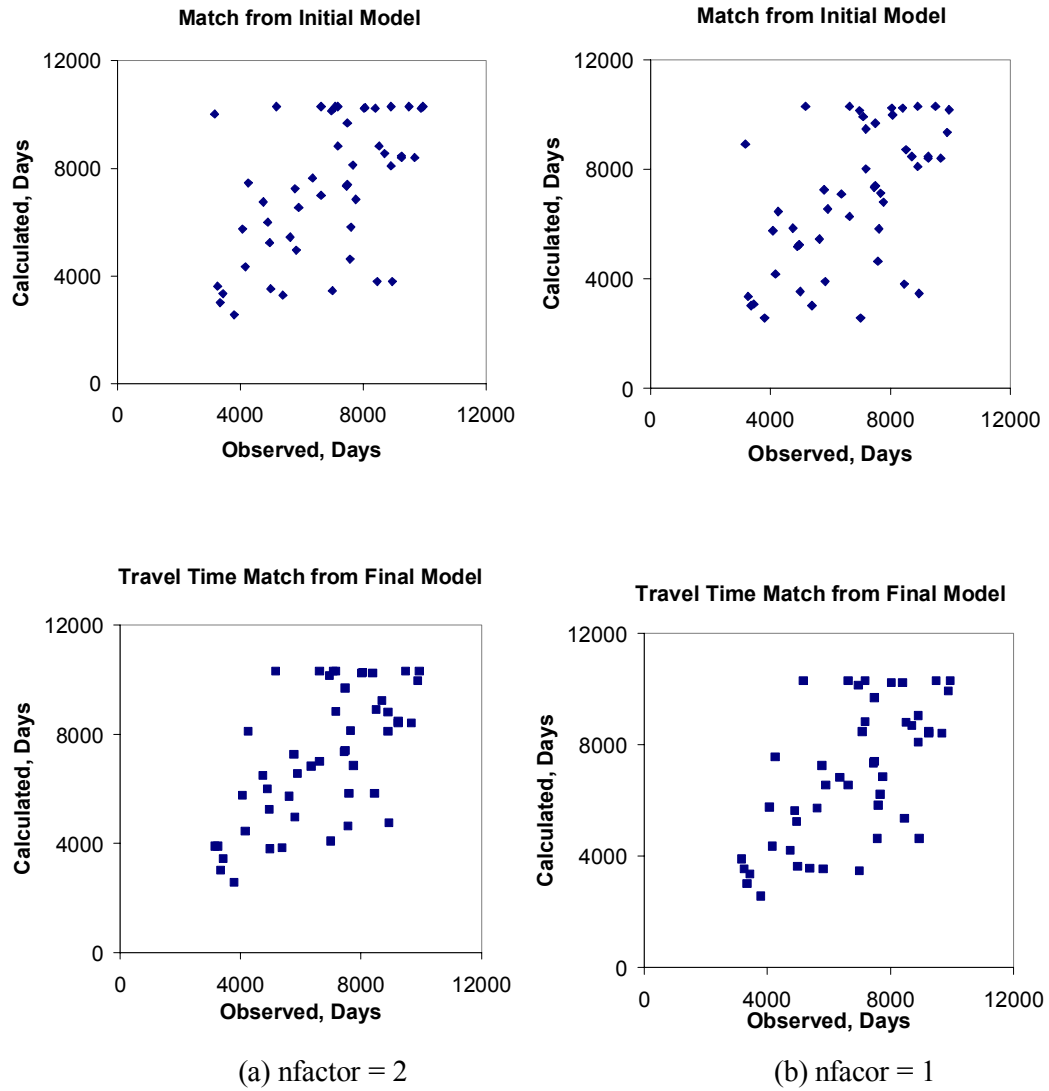 Match from Initial Model
12000
8000
4000
0
Calculated, Days
0 4000 8000 12000
Observed, Days
Match from Initial Model
12000
8000
4000
0
Calculated, Days
0 4000 8000 12000
Observed, Days
Travel Time Match from Final Model
12000
8000
4000
0
Calculated, Days
0 4000 8000 12000
Observed, Days
Travel Time Match from Final Model
12000
8000
4000
0
Calculated, Days
0 4000 8000 12000
Observed, Days
(a) nfactor = 2
(b) nfacor = 1